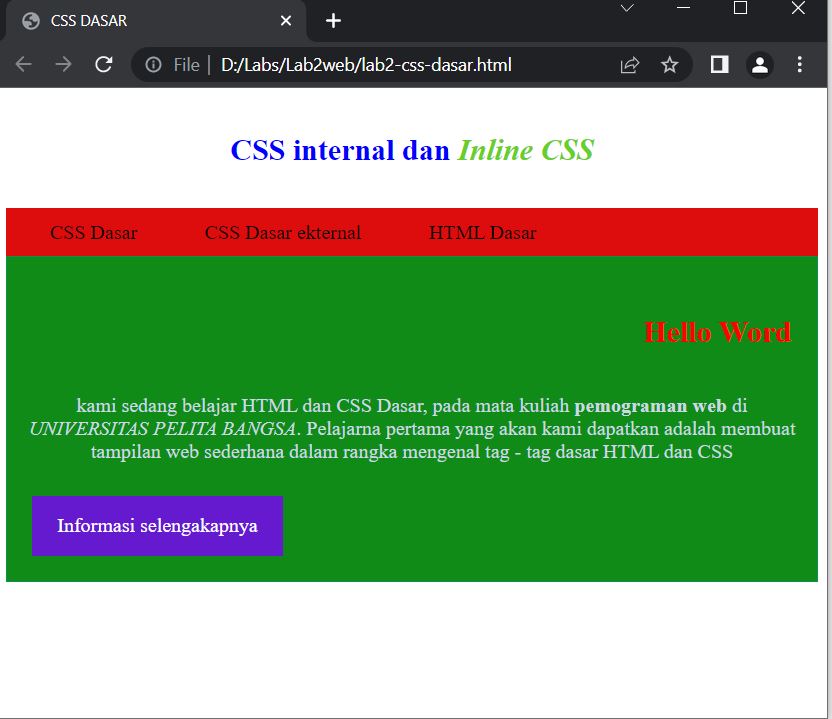 CSS DASAR
File | D:/Labs/Lab2web/lab2-css-dasar.html
CSS internal dan Inline CSS
CSS Dasar CSS Dasar ekternal HTML Dasar
Hello Word
kami sedang belajar HTML dan CSS Dasar, pada mata kuliah pemograman web di
UNIVERSITAS PELITA BANGSA. Pelajarna pertama yang akan kami dapatkan adalah membuat
tampilan web sederhana dalam rangka mengenal tag - tag dasar HTML dan CSS
Informasi selengakapnya